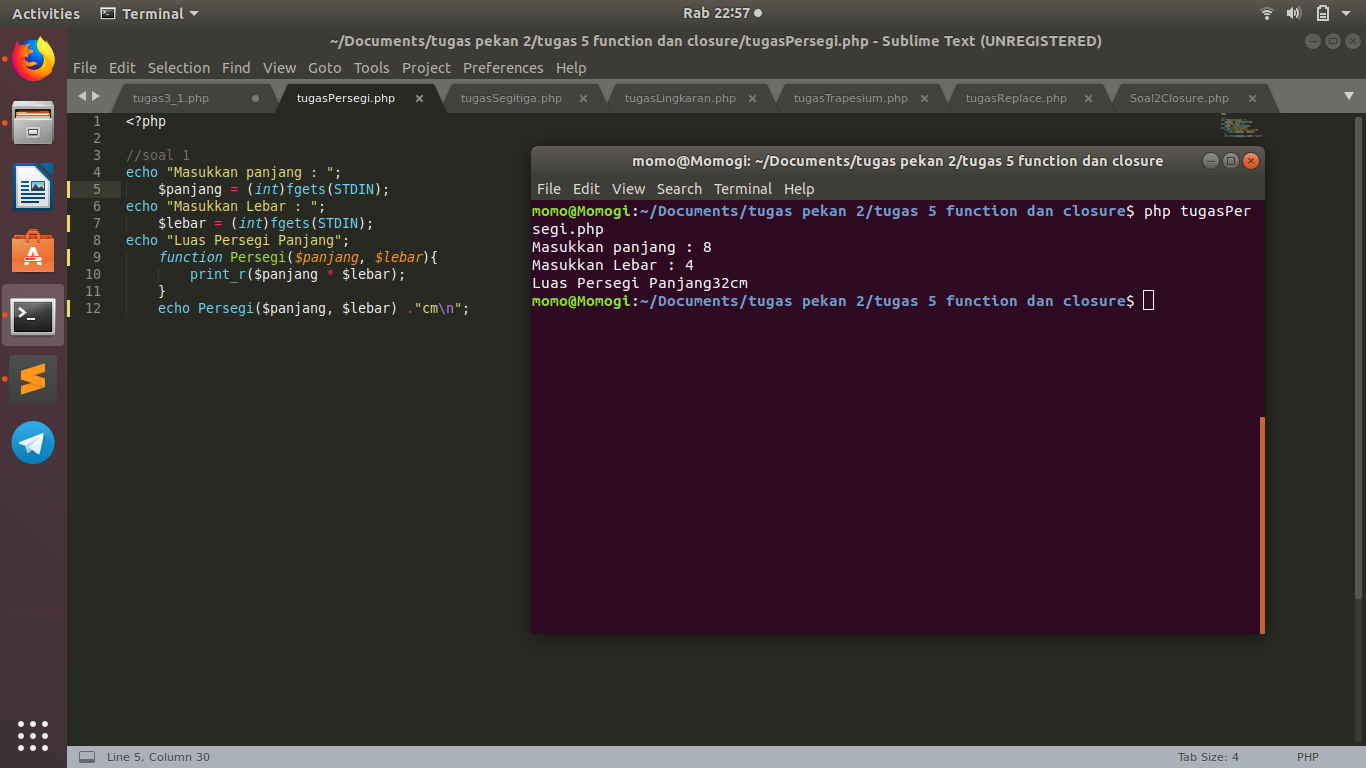 Activities Terminal Rab 22:57
~/Documents/tugas pekan 2/tugas 5 function dan closure/tugasPersegi.php - Sublime Text (UNREGISTERED)
File Edit Selection Find View Goto Tools Project Preferences Help
tugas3_1.php tugasPersegi.php × tugasSegitiga.php × tugasLingkaran.php × tugasTrapesium.php × tugasReplace.php × Soal2Closure.php ×
1 <?php
2
3 //soal 1
4 echo "Masukkan panjang : ";
5 $panjang = (int)fgets(STDIN);
6 echo "Masukkan Lebar : ";
7 $lebar = (int)fgets(STDIN);
8 echo "Luas Persegi Panjang";
9 function Persegi($panjang, $lebar){
10 print_r($panjang * $lebar);
11 }
12 echo Persegi($panjang, $lebar) ."cm\n";
momo@Momogi: ~/Documents/tugas pekan 2/tugas 5 function dan closure
File Edit View Search Terminal Help
momo@Momogi:~/Documents/tugas pekan 2/tugas 5 function dan closure$ php tugasPer
segi.php
Masukkan panjang : 8
Masukkan Lebar : 4
Luas Persegi Panjang32cm
momo@Momogi:~/Documents/tugas pekan 2/tugas 5 function dan closure$
Line 5, Column 30 Tab Size: 4 PHP